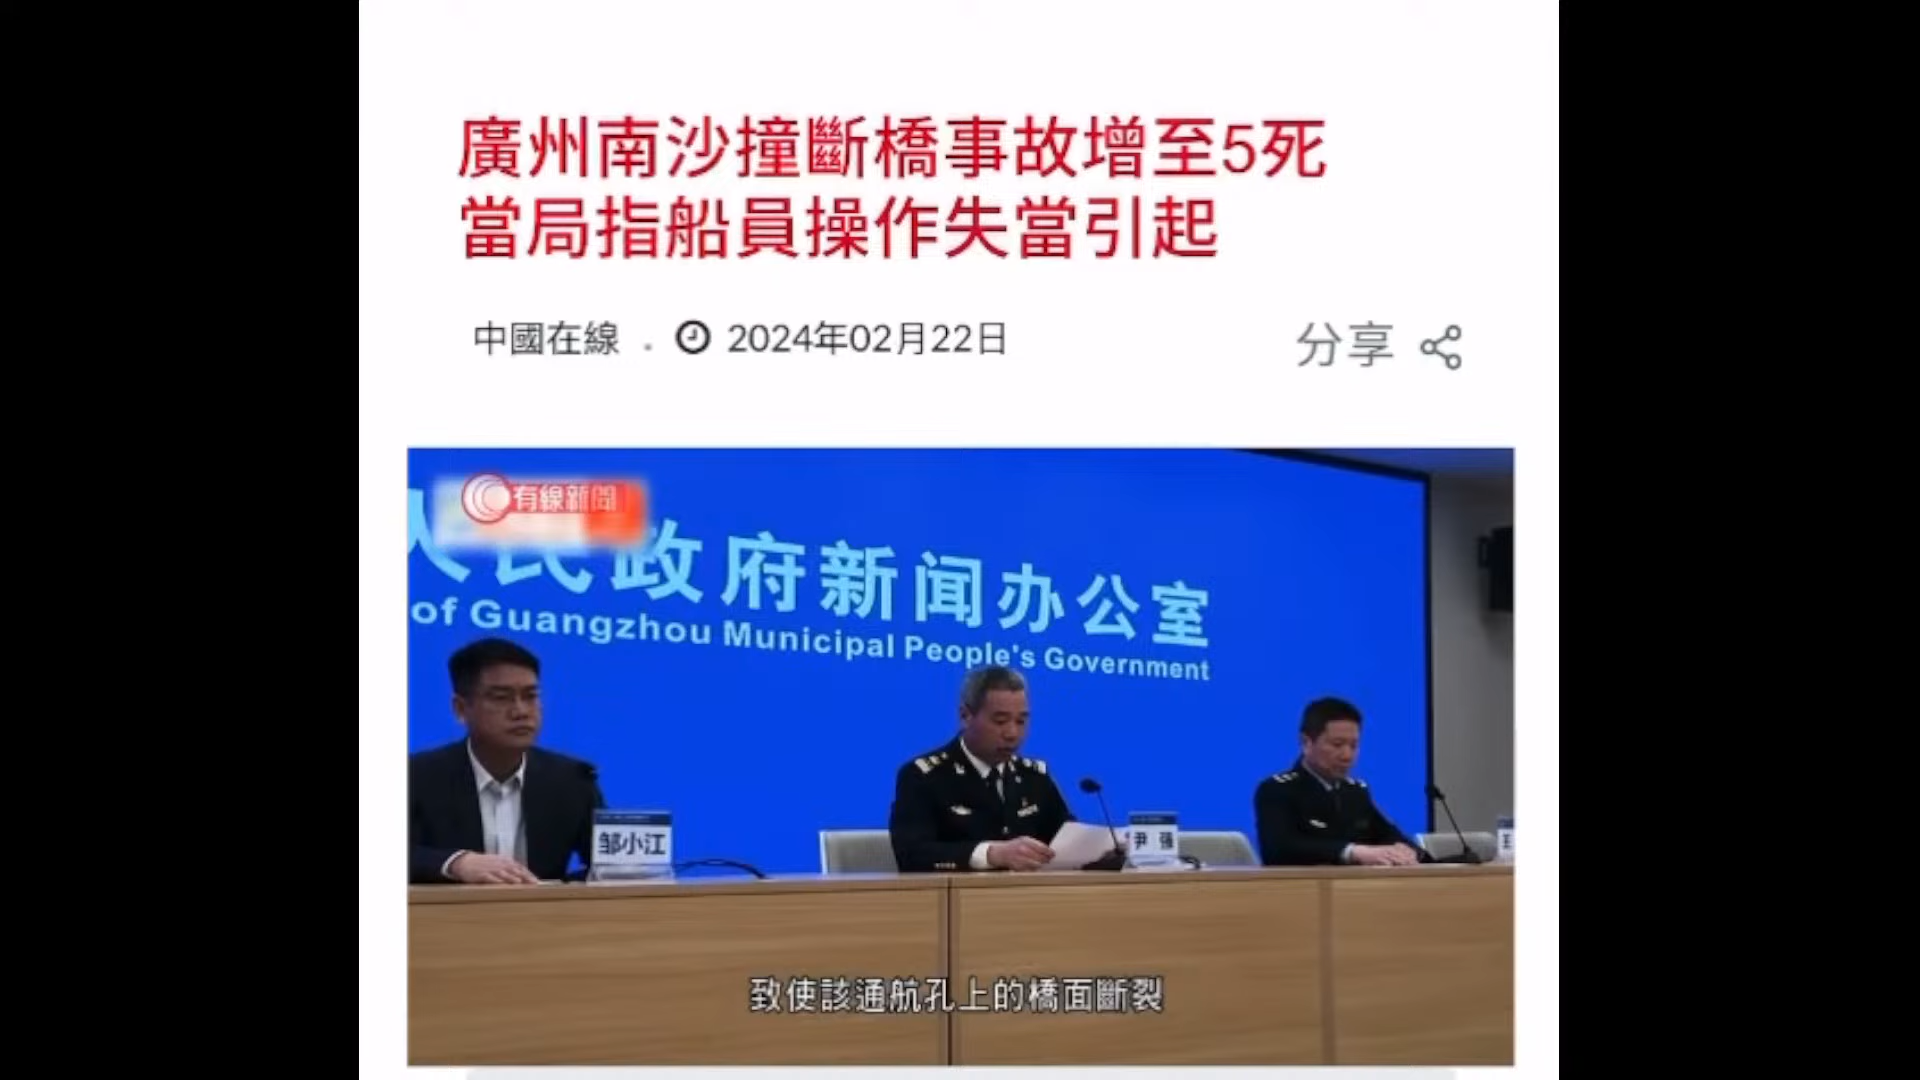 廣州南沙撞斷橋事故增至5死
當局指船員操作失當引起
中國在線 . 2024年02月22日
分享
有線新聞
人民政府新闻办公室
of Guangzhou Municipal People's Government
邹小江
尹强
致使該通航孔上的橋面斷裂